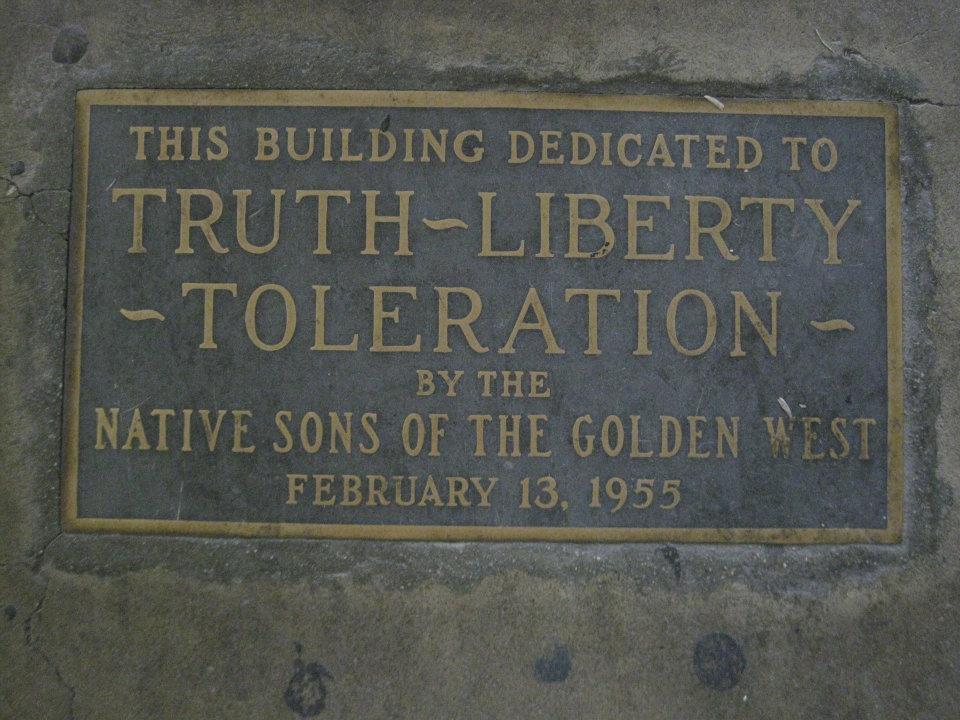 THIS BUILDING DEDICATED TO
TRUTH~LIBERTY
~TOLERATION~
BY THE
NATIVE SONS OF THE GOLDEN WEST
FEBRUARY 13, 1955